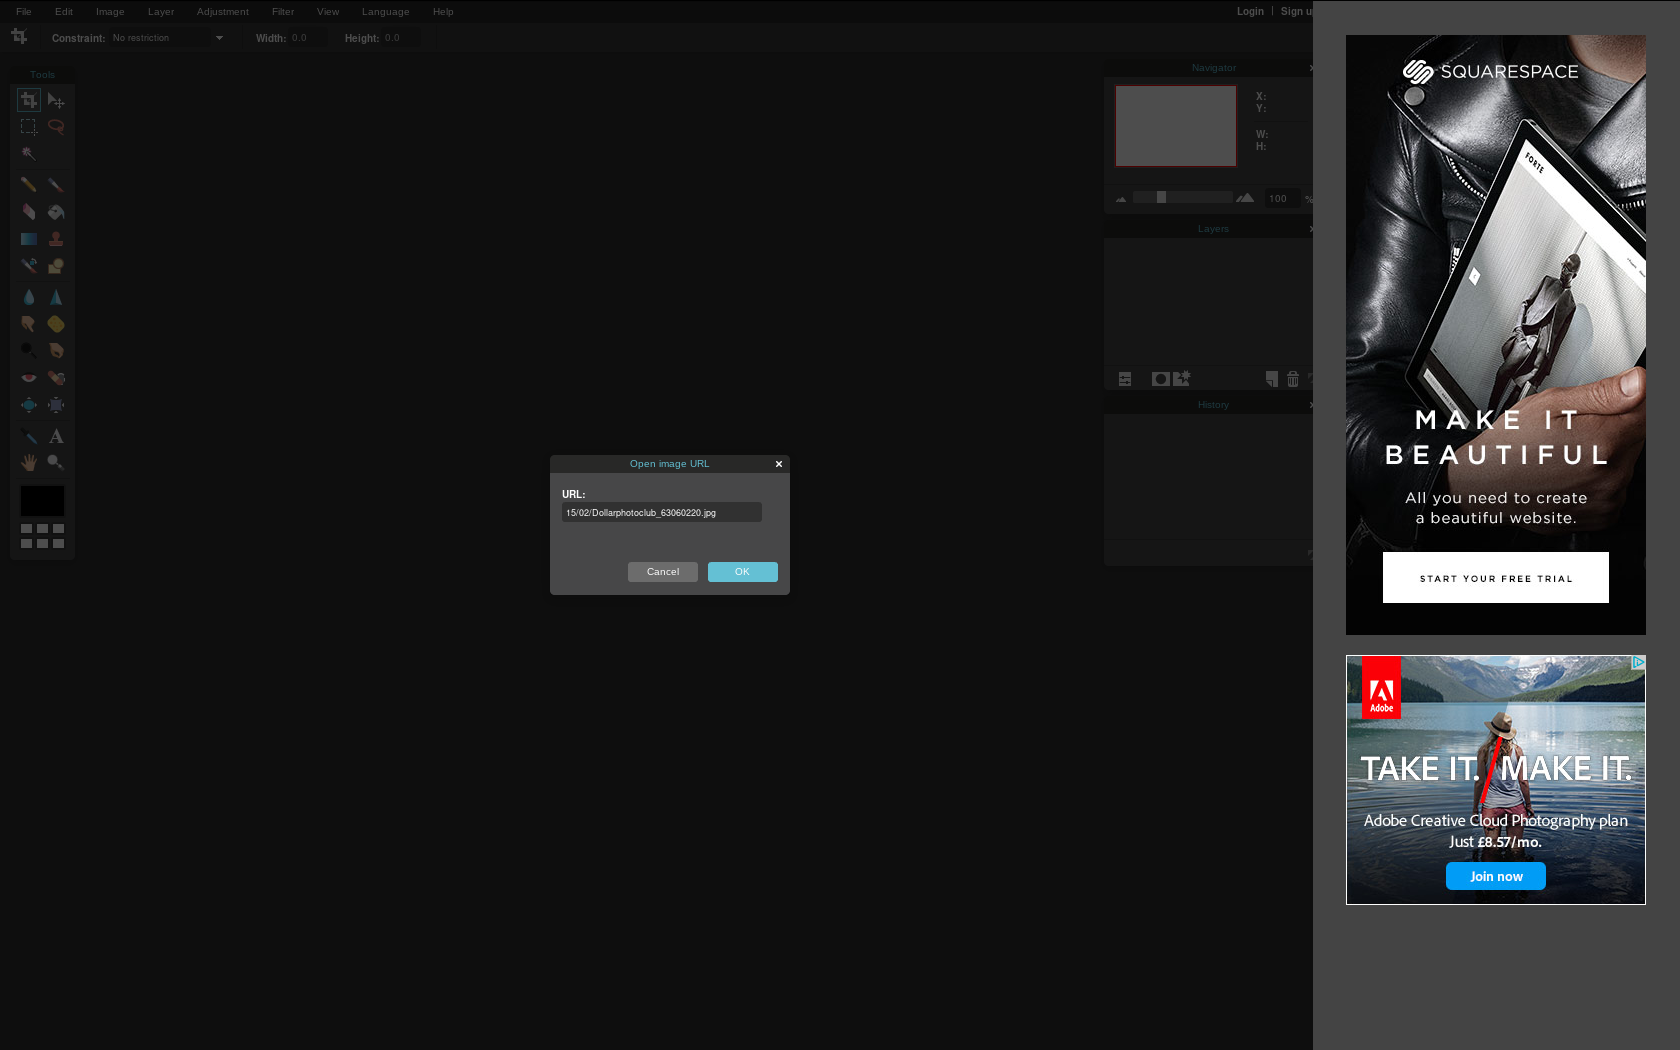 File Edit Image Layer Adjustment Filter View Language Help
Login | Sign
Constraint: No restriction Width: 0.0 Height: 0.0
Tools
Navigator
X:
Y:
W:
H:
100 %
Layers
History
Open image URL
URL:
15/02/Dollarphotoclub_63060220.jpg
Cancel OK
SQUARESPACE
FORTE
MAKE IT
BEAUTIFUL
All you need to create
a beautiful website.
START YOUR FREE TRIAL
Adobe
TAKE IT. / MAKE IT.
Adobe Creative Cloud Photography plan
Just £8.57/mo.
Join now